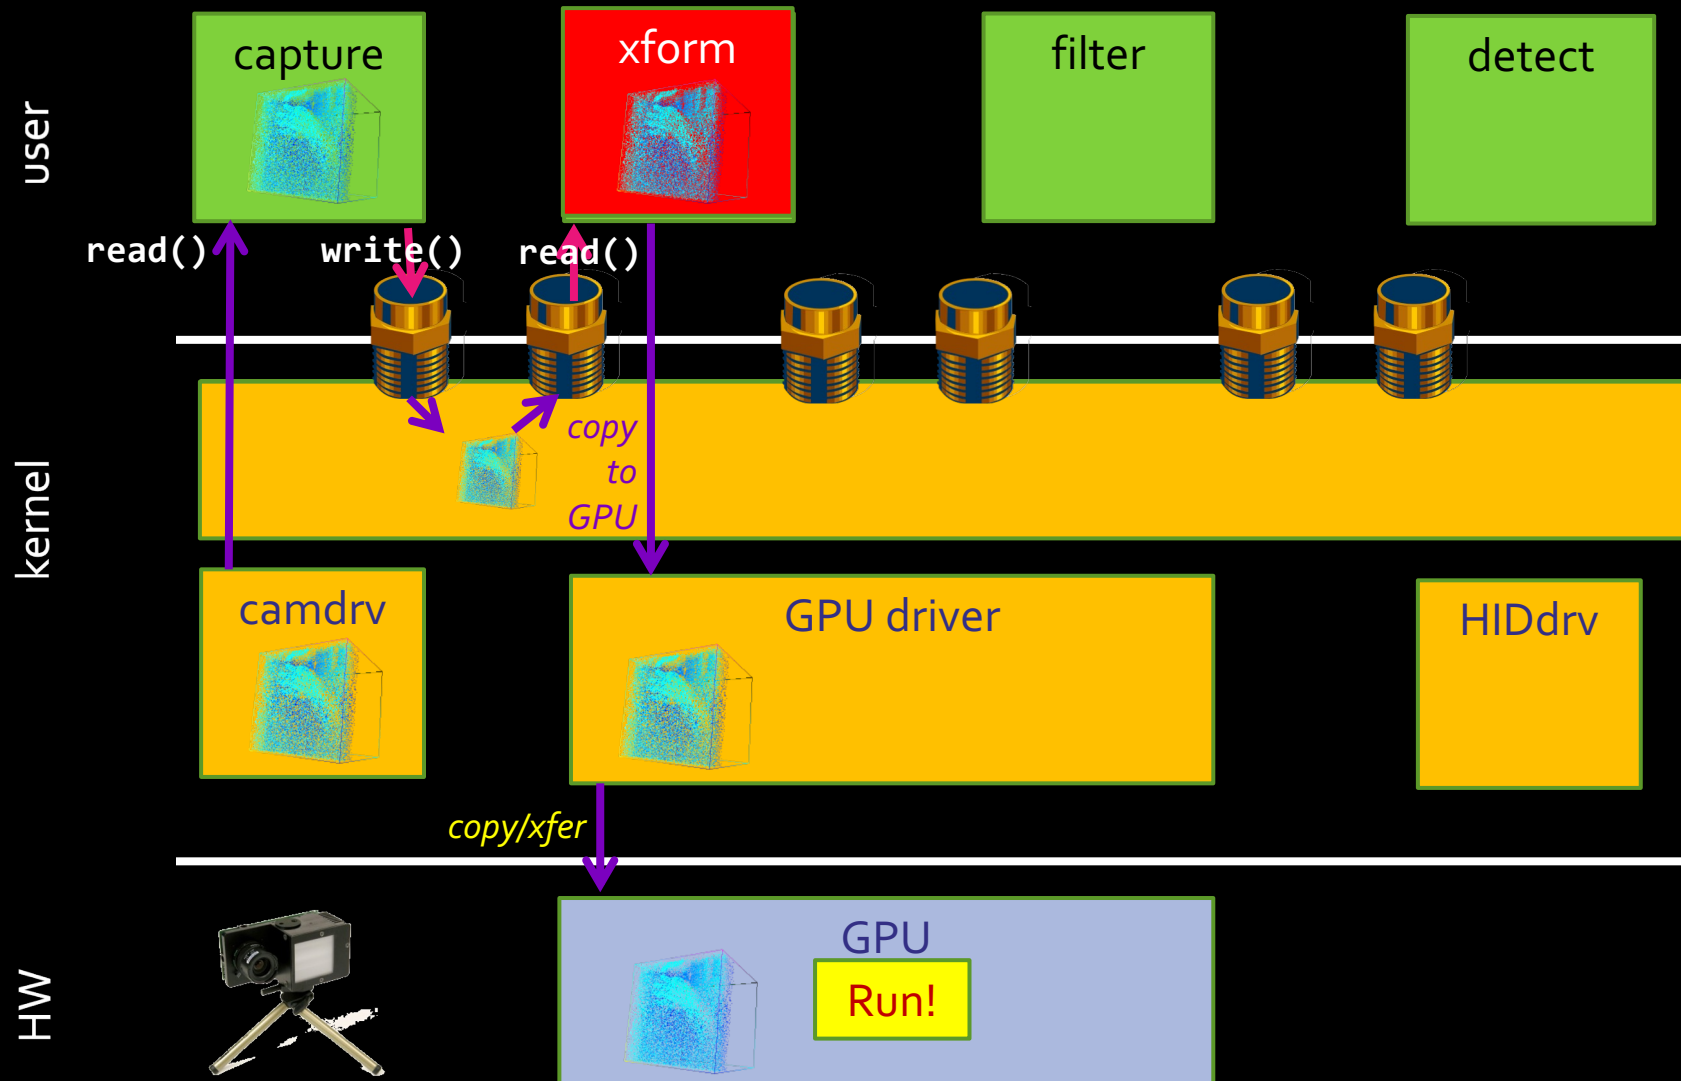 user
capture
xform
filter
detect
read()
write()
read()
kernel
copy
to
GPU
camdrv
GPU driver
HIDdrv
copy/xfer
HW
GPU
Run!